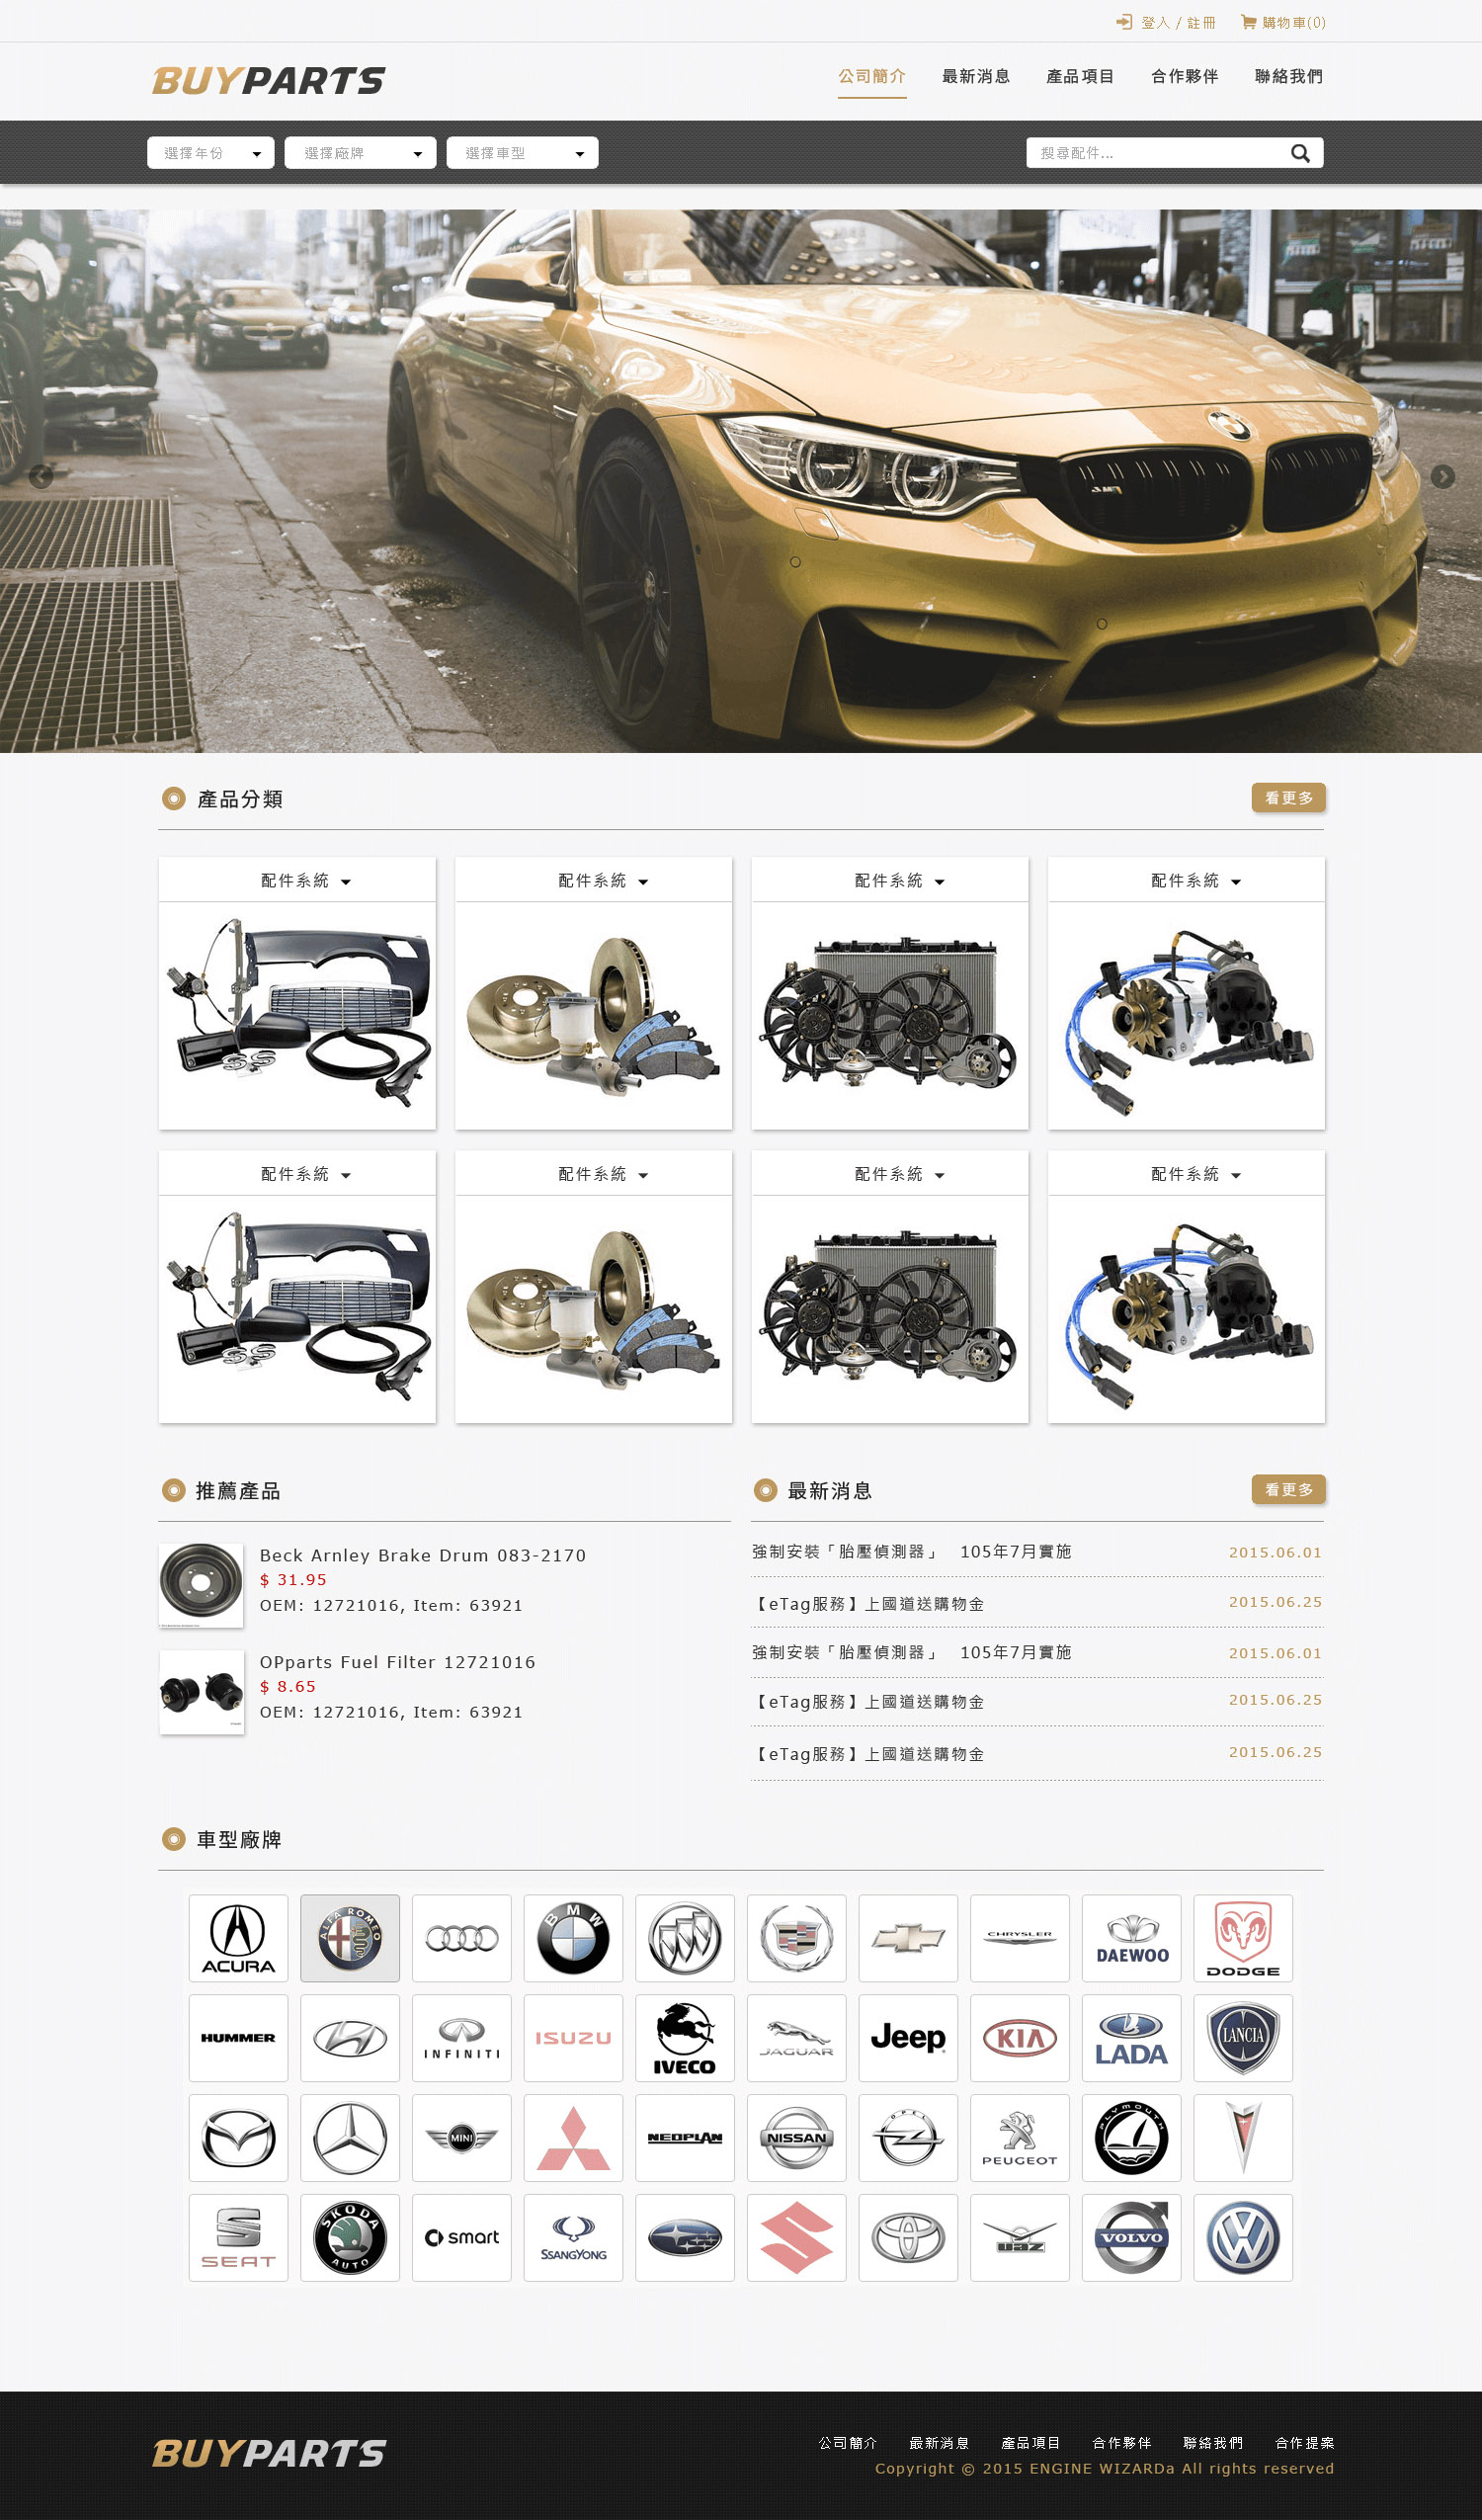 登入 / 註冊 購物車(0)
BUYPARTS
公司簡介 最新消息 產品項目 合作夥伴 聯絡我們
選擇年份 選擇廠牌 選擇車型 搜尋配件...
產品分類 看更多
配件系統 配件系統 配件系統 配件系統
配件系統 配件系統 配件系統 配件系統
推薦產品
Beck Arnley Brake Drum 083-2170
$ 31.95
OEM: 12721016, Item: 63921
OPparts Fuel Filter 12721016
$ 8.65
OEM: 12721016, Item: 63921
最新消息 看更多
強制安裝「胎壓偵測器」 105年7月實施 2015.06.01
【eTag服務】上國道送購物金 2015.06.25
強制安裝「胎壓偵測器」 105年7月實施 2015.06.01
【eTag服務】上國道送購物金 2015.06.25
【eTag服務】上國道送購物金 2015.06.25
車型廠牌
ACURA ALFA ROMEO BMW CHRYSLER DAEWOO DODGE
HUMMER INFINITI ISUZU IVECO JAGUAR Jeep KIA LADA LANCIA
MINI NEOPLAN NISSAN OPEL PEUGEOT PLYMOUTH
SEAT SKODA AUTO smart SSANGYONG UAZ VOLVO VW
BUYPARTS
公司簡介 最新消息 產品項目 合作夥伴 聯絡我們 合作提案
Copyright © 2015 ENGINE WIZARDa All rights reserved